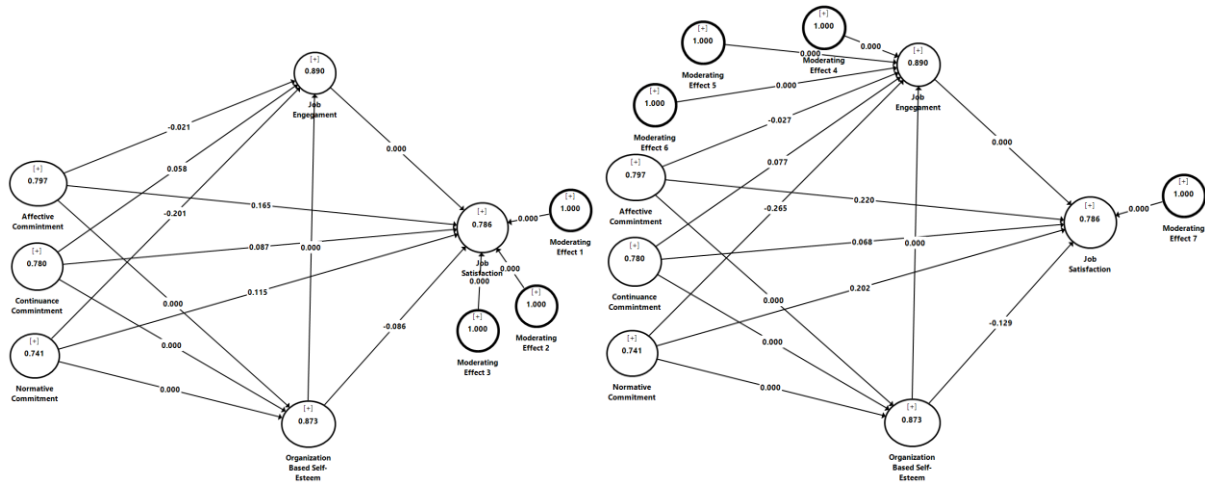 [+]
0.890
Job
Engegament
-0.021
0.058
-0.201
0.000
[+]
0.797
Affective
Commintment
0.165
[+]
0.786
Job
Satisfaction
0.000
[+]
1.000
Moderating
Effect 1
[+]
0.780
Continuance
Commintment
0.087
0.000
0.115
0.000
0.000
0.000
[+]
1.000
Moderating
Effect 2
-0.086
[+]
1.000
Moderating
Effect 3
[+]
0.741
Normative
Commitment
0.000
0.000
[+]
0.873
Organization
Based Self-
Esteem
[+]
1.000
Moderating
Effect 4
0.000
[+]
1.000
Moderating
Effect 5
0.000
[+]
0.890
Job
Engegament
[+]
1.000
Moderating
Effect 6
0.000
-0.027
0.077
-0.265
0.000
[+]
0.797
Affective
Commintment
0.220
[+]
0.786
Job
Satisfaction
0.000
[+]
1.000
Moderating
Effect 7
[+]
0.780
Continuance
Commintment
0.068
0.000
0.202
0.000
-0.129
0.000
[+]
0.741
Normative
Commitment
0.000
[+]
0.873
Organization
Based Self-
Esteem